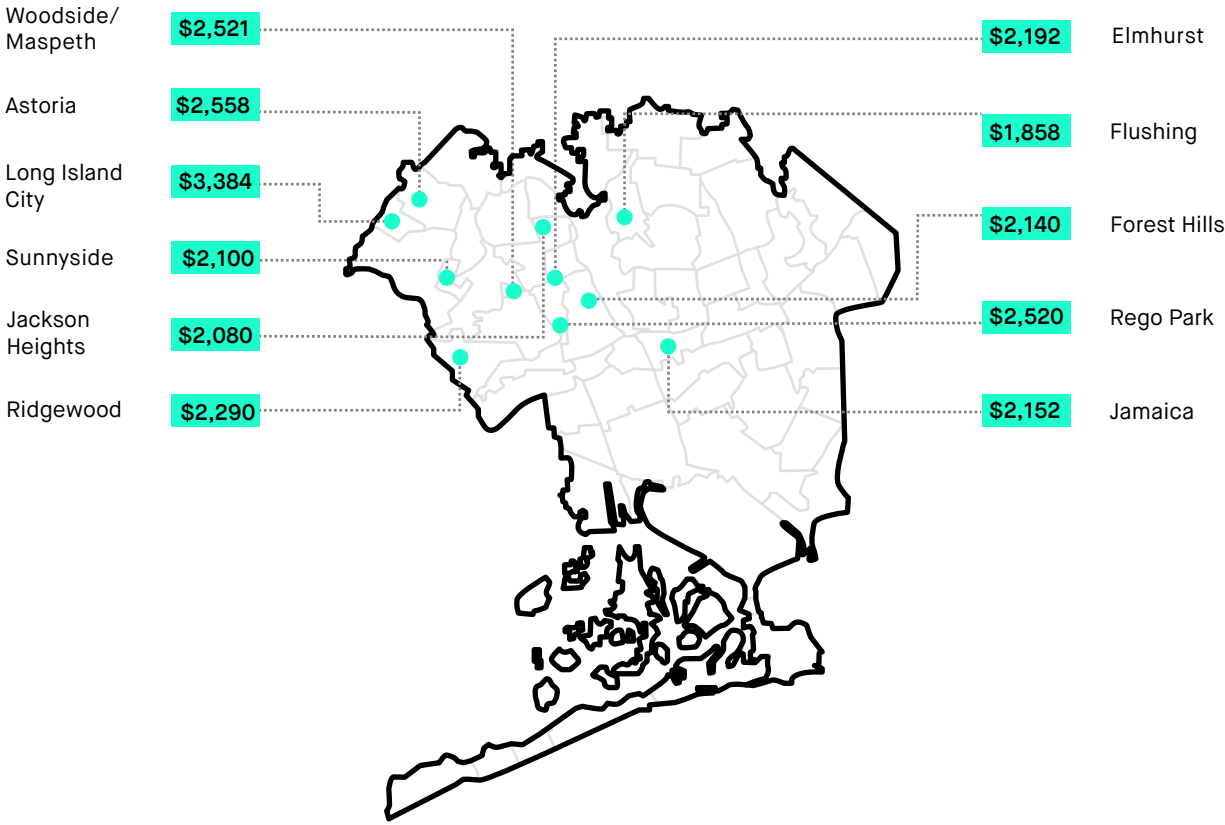 Woodside/
Maspeth
$2,521
Astoria
$2,558
Long Island
City
$3,384
Sunnyside
$2,100
Jackson
Heights
$2,080
Ridgewood
$2,290
$2,192
Elmhurst
$1,858
Flushing
$2,140
Forest Hills
$2,520
Rego Park
$2,152
Jamaica